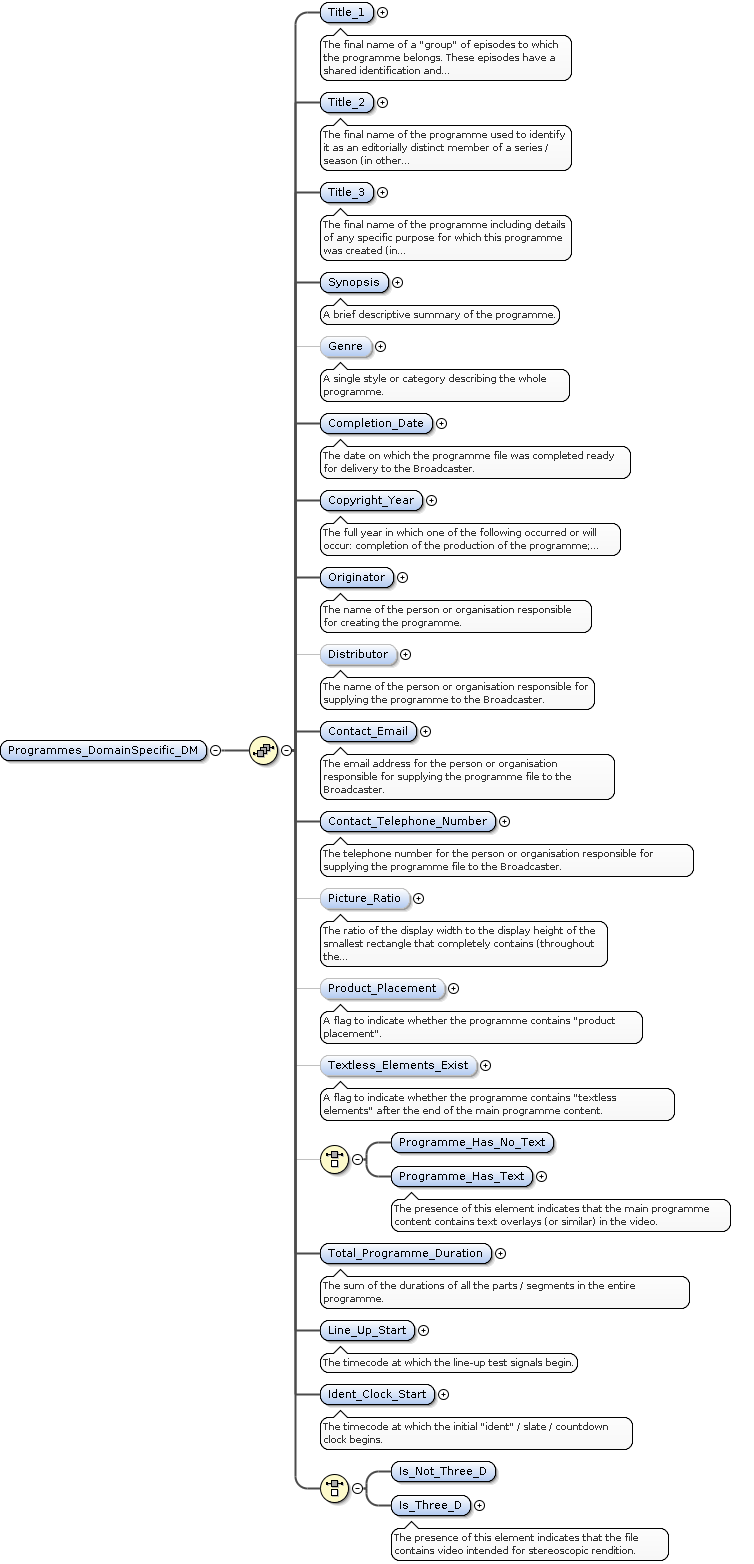 Title_1
The final name of a "group" of episodes to which
the programme belongs. These episodes have a
shared identification and...
Title_2
The final name of the programme used to identify
it as an editorially distinct member of a series /
season (in other...
Title_3
The final name of the programme including details
of any specific purpose for which this programme
was created (in...
Synopsis
A brief descriptive summary of the programme.
Genre
A single style or category describing the whole
programme.
Completion_Date
The date on which the programme file was completed ready
for delivery to the Broadcaster.
Copyright_Year
The full year in which one of the following occurred or will
occur: completion of the production of the programme;...
Originator
The name of the person or organisation responsible
for creating the programme.
Distributor
The name of the person or organisation responsible for
supplying the programme to the Broadcaster.
Programmes_DomainSpecific_DM
Contact_Email
The email address for the person or organisation
responsible for supplying the programme file to the
Broadcaster.
Contact_Telephone_Number
The telephone number for the person or organisation responsible for
supplying the programme file to the Broadcaster.
Picture_Ratio
The ratio of the display width to the display height of the
smallest rectangle that completely contains (throughout
the...
Product_Placement
A flag to indicate whether the programme contains "product
placement".
Textless_Elements_Exist
A flag to indicate whether the programme contains "textless
elements" after the end of the main programme content.
Programme_Has_No_Text
Programme_Has_Text
The presence of this element indicates that the main programme
content contains text overlays (or similar) in the video.
Total_Programme_Duration
The sum of the durations of all the parts / segments in the entire
programme.
Line_Up_Start
The timecode at which the line-up test signals begin.
Ident_Clock_Start
The timecode at which the initial "ident" / slate / countdown
clock begins.
Is_Not_Three_D
Is_Three_D
The presence of this element indicates that the file
contains video intended for stereoscopic rendition.